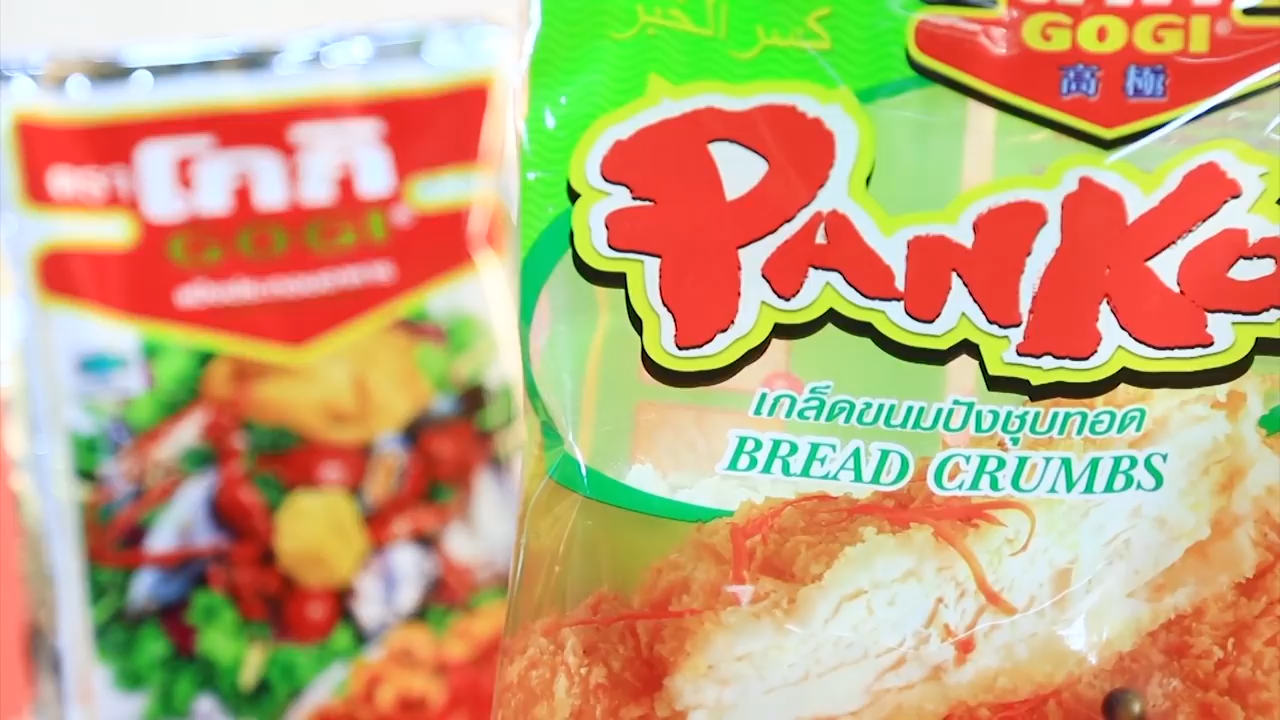 ตรา โกกิ
GOGI
كسر الخبز
GOGI®
高 極
PANKO
เกล็ดขนมปังชุบทอด
BREAD CRUMBS